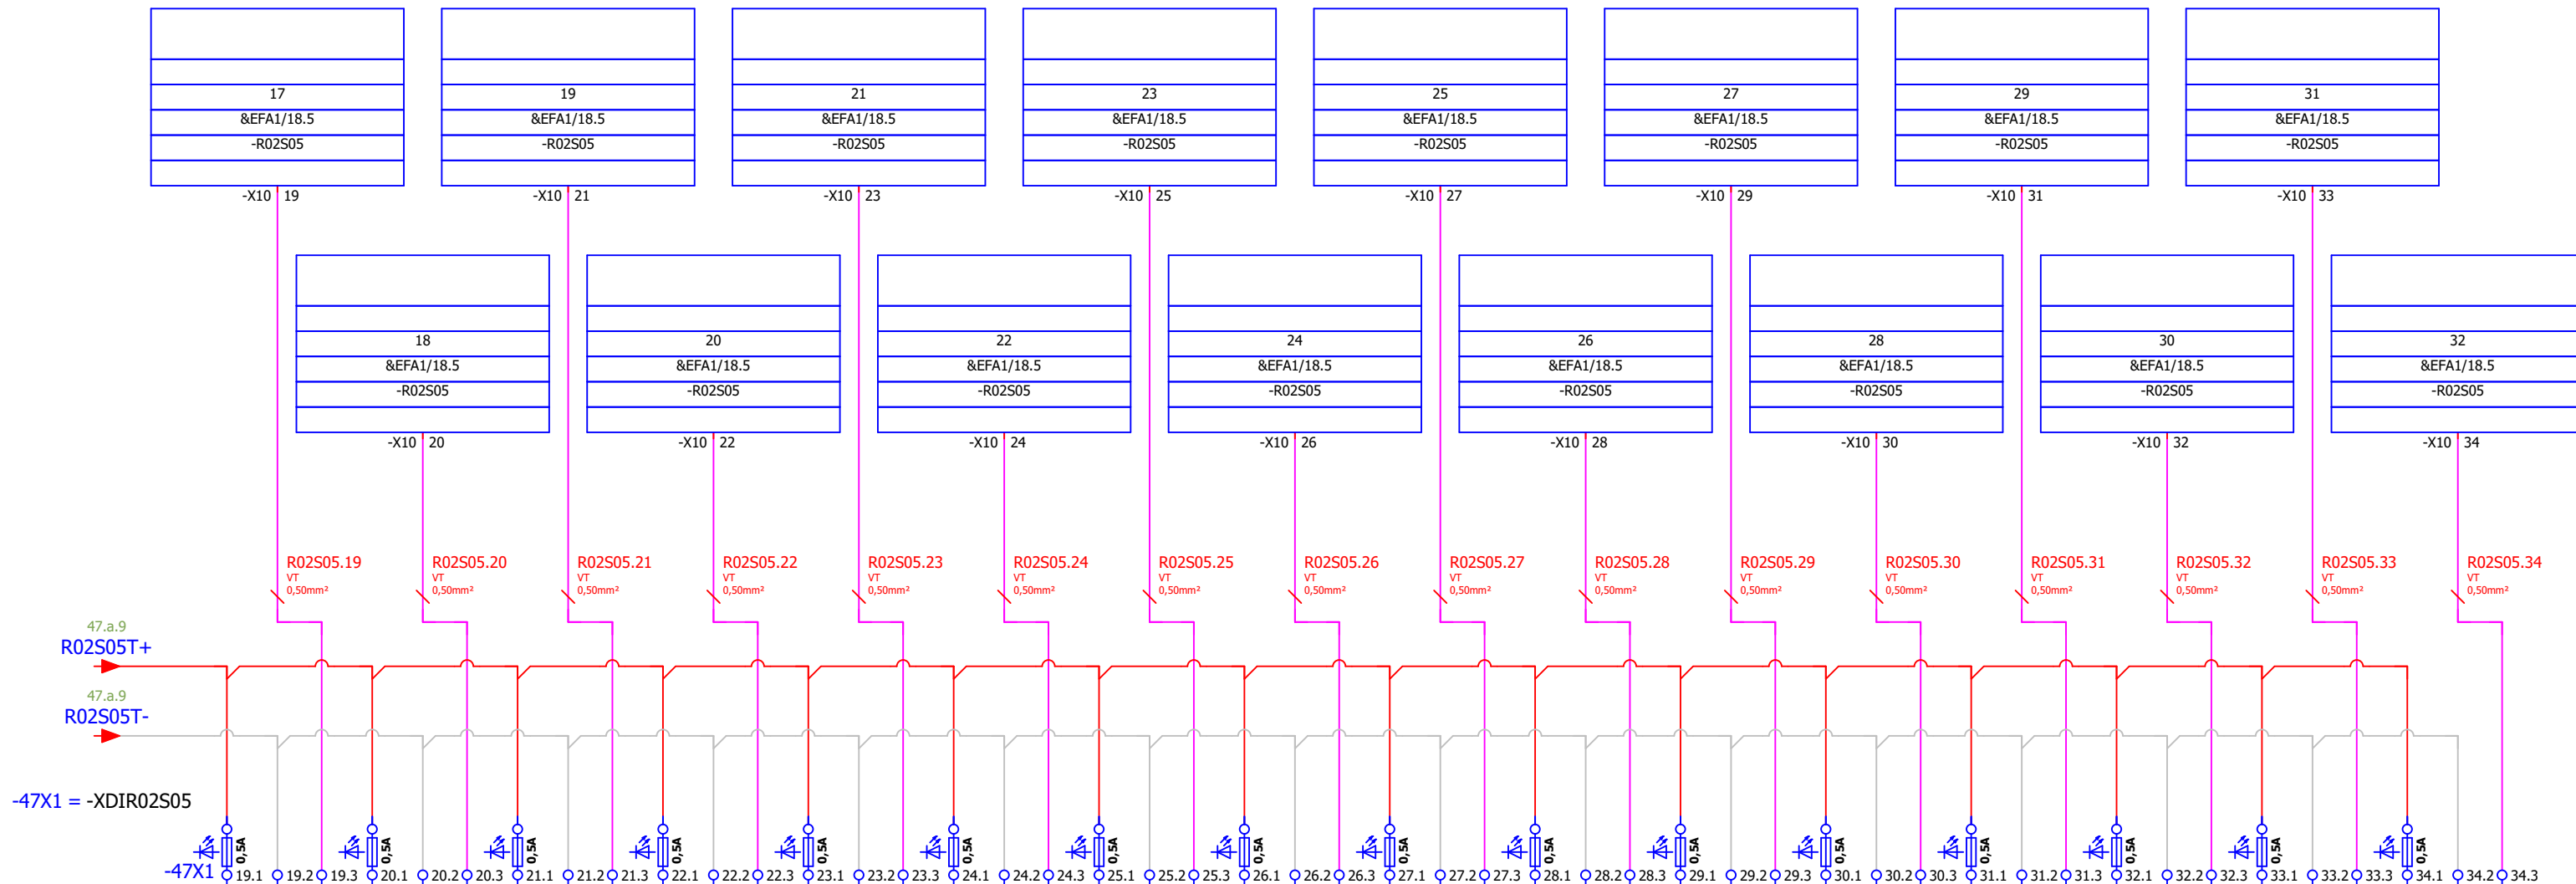 17 19 21 23 25 27 29 31
&EFA1/18.5 &EFA1/18.5 &EFA1/18.5 &EFA1/18.5 &EFA1/18.5 &EFA1/18.5 &EFA1/18.5 &EFA1/18.5
-R02S05 -R02S05 -R02S05 -R02S05 -R02S05 -R02S05 -R02S05 -R02S05
-X10 19 -X10 21 -X10 23 -X10 25 -X10 27 -X10 29 -X10 31 -X10 33
18 20 22 24 26 28 30 32
&EFA1/18.5 &EFA1/18.5 &EFA1/18.5 &EFA1/18.5 &EFA1/18.5 &EFA1/18.5 &EFA1/18.5 &EFA1/18.5
-R02S05 -R02S05 -R02S05 -R02S05 -R02S05 -R02S05 -R02S05 -R02S05
-X10 20 -X10 22 -X10 24 -X10 26 -X10 28 -X10 30 -X10 32 -X10 34
R02S05.19 R02S05.20 R02S05.21 R02S05.22 R02S05.23 R02S05.24 R02S05.25 R02S05.26 R02S05.27 R02S05.28 R02S05.29 R02S05.30 R02S05.31 R02S05.32 R02S05.33 R02S05.34
VT VT VT VT VT VT VT VT VT VT VT VT VT VT VT VT
0,50mm² 0,50mm² 0,50mm² 0,50mm² 0,50mm² 0,50mm² 0,50mm² 0,50mm² 0,50mm² 0,50mm² 0,50mm² 0,50mm² 0,50mm² 0,50mm² 0,50mm² 0,50mm²
47.a.9
R02S05T+
47.a.9
R02S05T-
-47X1 = -XDIR02S05
0,5A 0,5A 0,5A 0,5A 0,5A 0,5A 0,5A 0,5A 0,5A 0,5A 0,5A 0,5A 0,5A 0,5A 0,5A 0,5A
-47X1 19.1 19.2 19.3 20.1 20.2 20.3 21.1 21.2 21.3 22.1 22.2 22.3 23.1 23.2 23.3 24.1 24.2 24.3 25.1 25.2 25.3 26.1 26.2 26.3 27.1 27.2 27.3 28.1 28.2 28.3 29.1 29.2 29.3 30.1 30.2 30.3 31.1 31.2 31.3 32.1 32.2 32.3 33.1 33.2 33.3 34.1 34.2 34.3